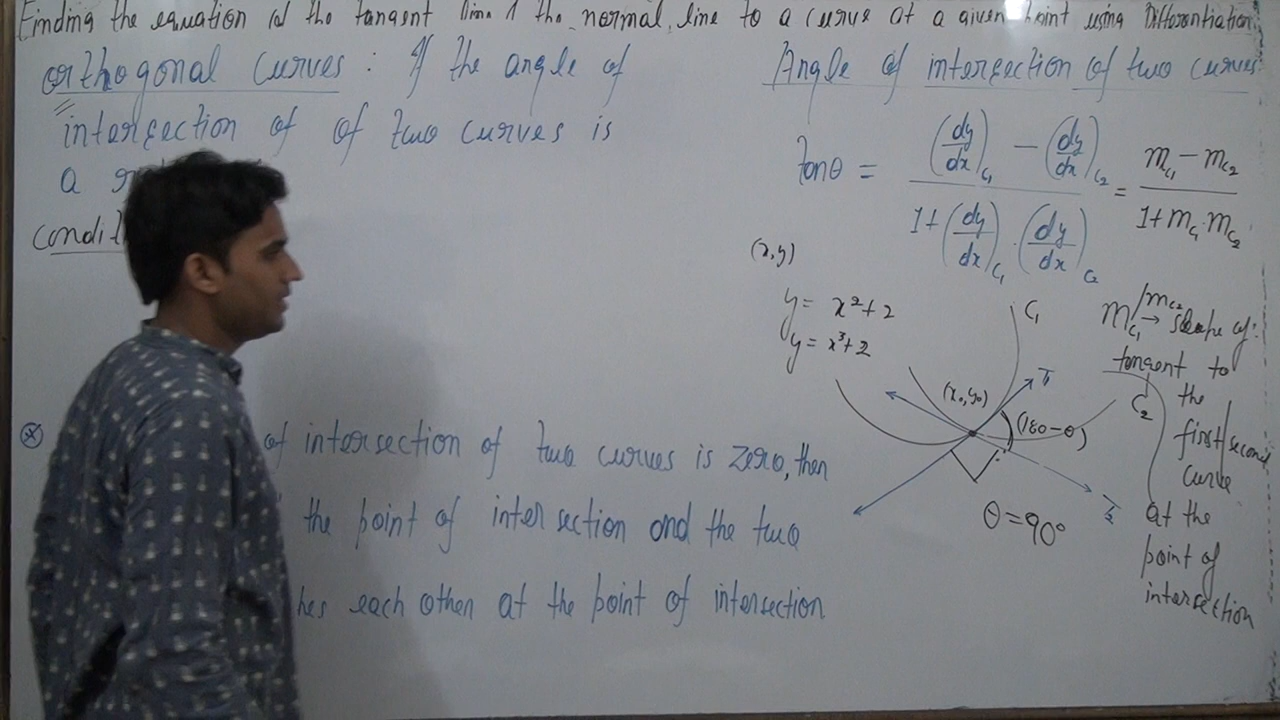 Finding the equation of the tangent line & the normal line to a curve at a given point using Differentiation
orthogonal curves : If the angle of
intersection of of two curves is
a
condit
of intersection of two curves is zero, then
the point of intersection and the two
hes each other at the point of intersection
Angle of intersection of two curves
tanθ = ((dy/dx)C₁ − (dy/dx)C₂) / (1+(dy/dx)C₁ . (dy/dx)C₂) = (mC₁ − mC₂) / (1+mC₁.mC₂)
(x,y)
y = x²+2
y = x³+2
C₁
C₂
(x₀,y₀)
T₁
(180−θ)
T₂
θ = 90°
mC₁/mC₂ → slope of
tangent to
the
first/second
curve
at the
point of
intersection